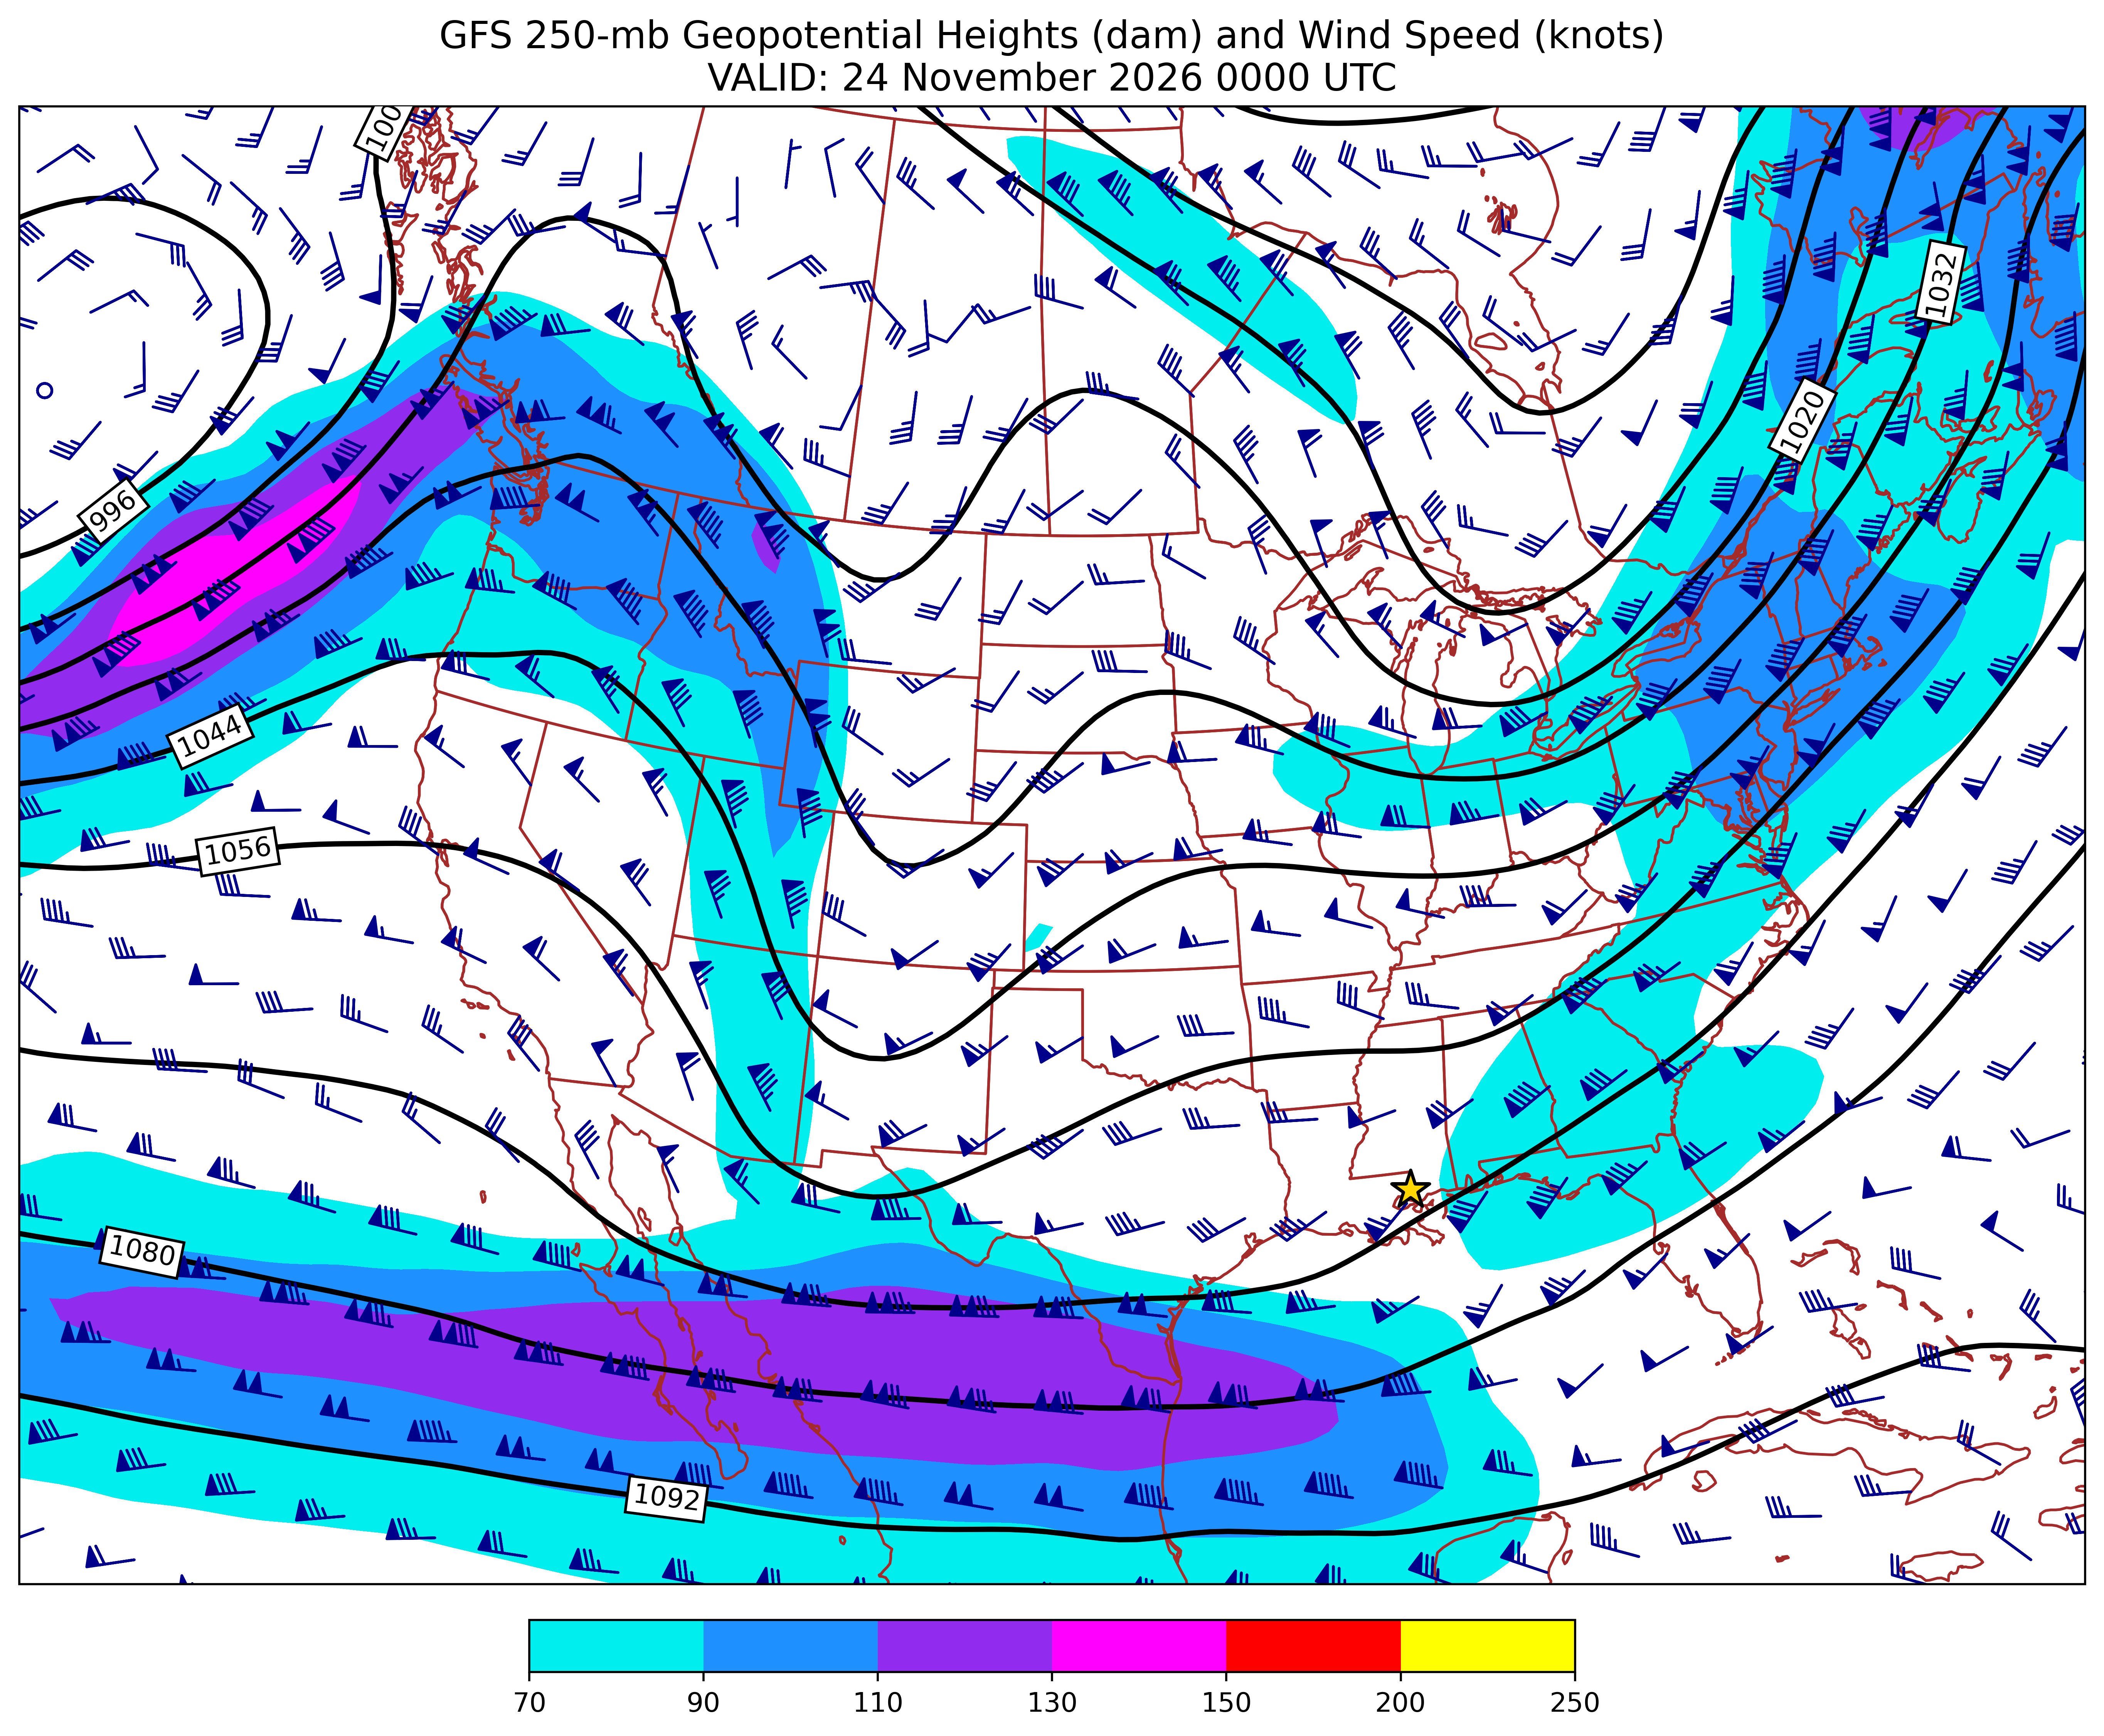 GFS 250-mb Geopotential Heights (dam) and Wind Speed (knots)
VALID: 24 November 2026 0000 UTC
100
1032
1020
996
1044
1056
1080
1092
70 90 110 130 150 200 250